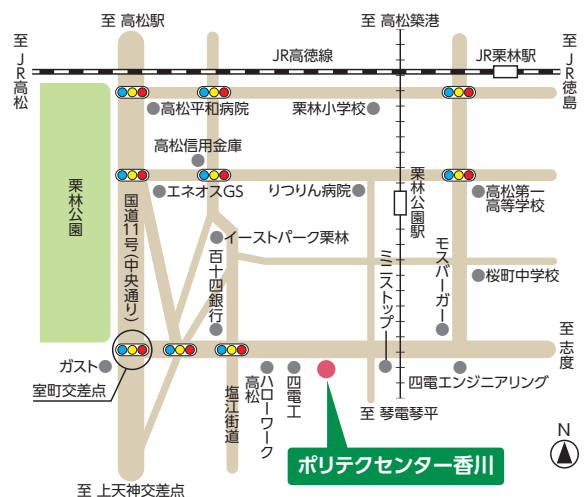 至 高松駅
至 高松築港
至 JR高松
JR高徳線
JR栗林駅
至 JR徳島
高松平和病院
栗林小学校
高松信用金庫
栗林公園
国道11号(中央通り)
エネオスGS
りつりん病院
栗林公園駅
高松第一
高等学校
イーストパーク栗林
百十四銀行
ミニストップ
モスバーガー
桜町中学校
至 志度
ガスト
室町交差点
塩江街道
ハローワーク
高松
四電工
四電エンジニアリング
至 琴電琴平
ポリテクセンター香川
N
至 上天神交差点